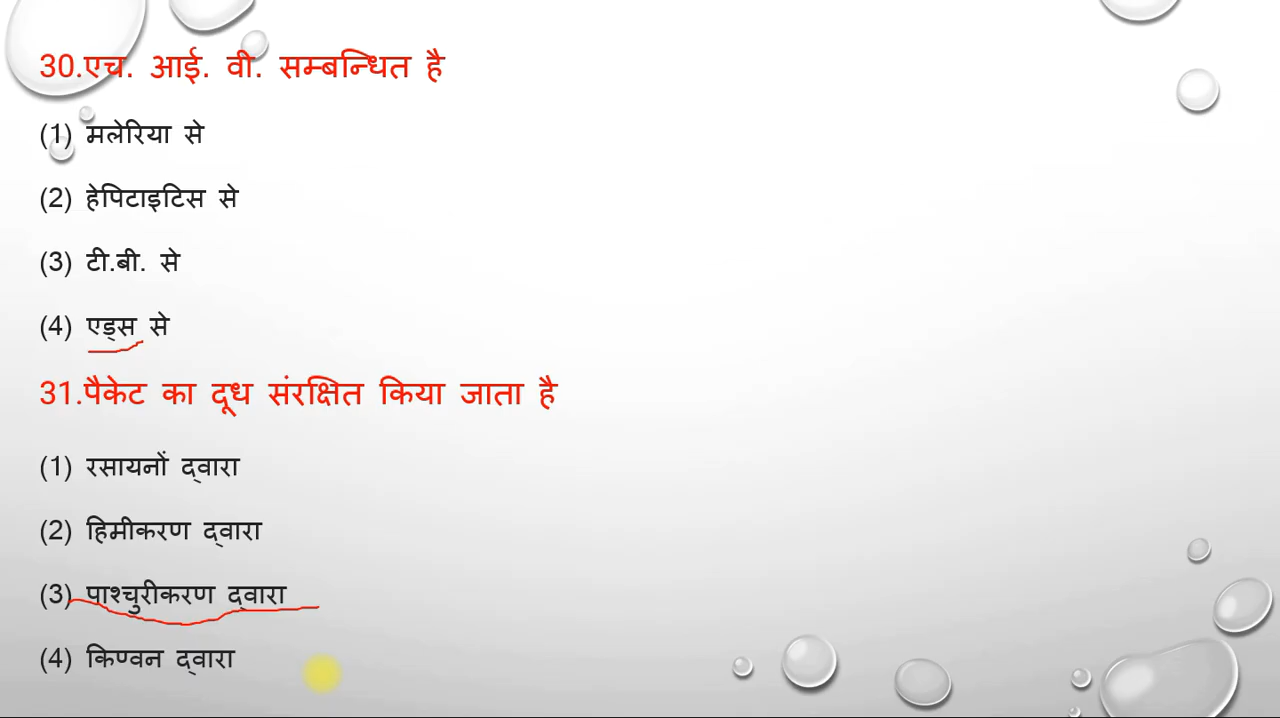 30.एच. आई. वी. सम्बन्धित है
(1) मलेरिया से
(2) हेपिटाइटिस से
(3) टी.बी. से
(4) एड्स से
31.पैकेट का दूध संरक्षित किया जाता है
(1) रसायनों द्वारा
(2) हिमीकरण द्वारा
(3) पाश्चुरीकरण द्वारा
(4) किण्वन द्वारा